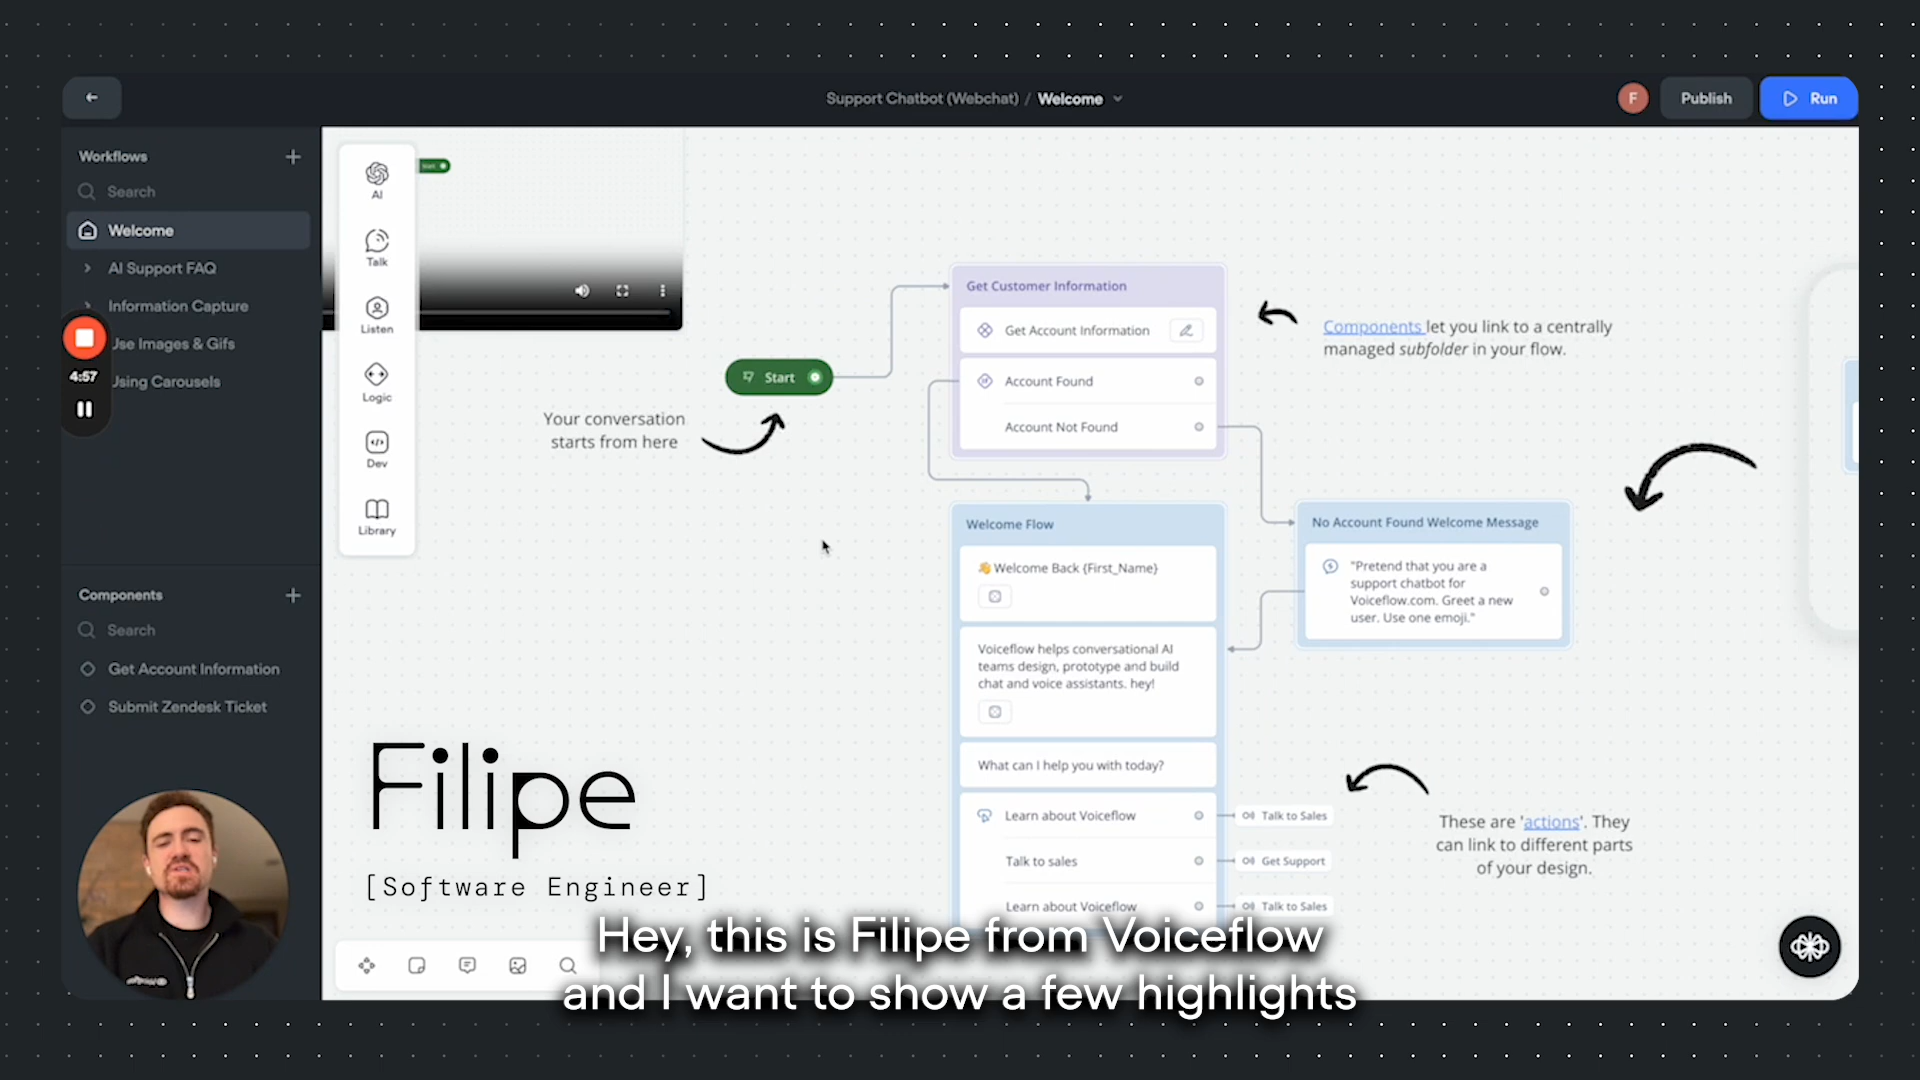 Support Chatbot (Webchat) / Welcome
F
Publish
Run
Workflows
Search
Welcome
AI Support FAQ
Information Capture
Use Images & Gifs
Using Carousels
4:57
Components
Search
Get Account Information
Submit Zendesk Ticket
AI
Talk
Listen
Logic
Dev
Library
Start
Start
Your conversation
starts from here
Get Customer Information
Get Account Information
Account Found
Account Not Found
Components let you link to a centrally
managed subfolder in your flow.
Welcome Flow
👋 Welcome Back {First_Name}
Voiceflow helps conversational AI
teams design, prototype and build
chat and voice assistants. hey!
What can I help you with today?
Learn about Voiceflow
Talk to sales
Learn about Voiceflow
Talk to Sales
Get Support
Talk to Sales
No Account Found Welcome Message
"Pretend that you are a
support chatbot for
Voiceflow.com. Greet a new
user. Use one emoji."
These are 'actions'. They
can link to different parts
of your design.
Filipe
[Software Engineer]
Hey, this is Filipe from Voiceflow
and I want to show a few highlights